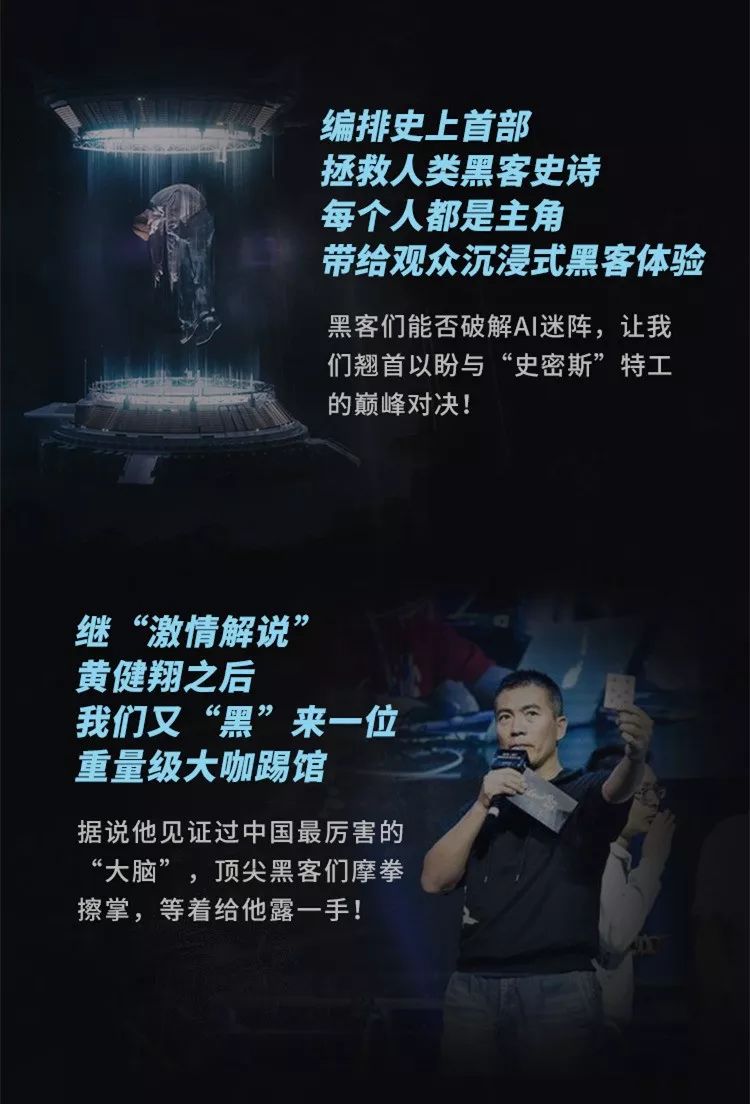 编排史上首部
拯救人类黑客史诗
每个人都是主角
带给观众沉浸式黑客体验
黑客们能否破解AI迷阵，让我
们翘首以盼与“史密斯”特工
的巅峰对决！
继“激情解说”
黄健翔之后
我们又“黑”来一位
重量级大咖踢馆
据说他见证过中国最厉害的
“大脑”，顶尖黑客们摩拳
擦掌，等着给他露一手！